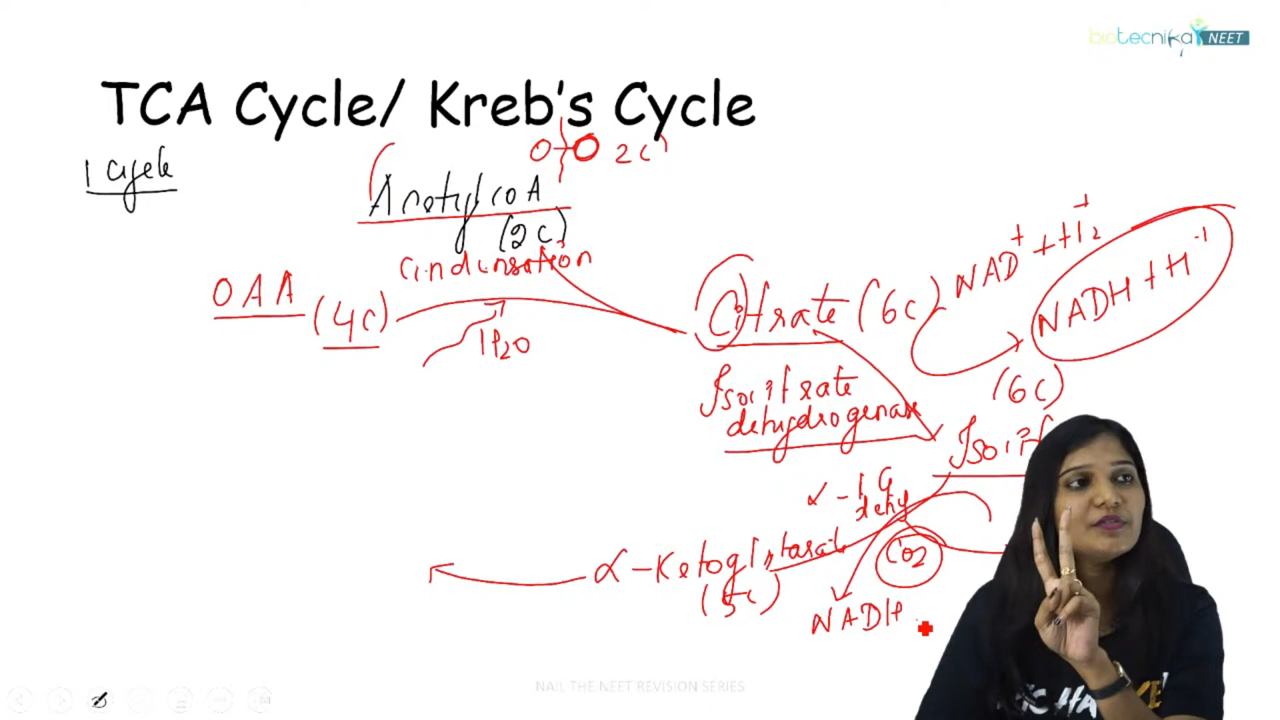 biotecnika NEET
TCA Cycle/ Kreb's Cycle
1 cycle
2C
Acetyl coA
(2C)
condensation
OAA (4C)
H2O
Citrate (6C)
NAD+ + H2
NADH + H+
(6C)
Isocitrate
dehydrogenase
α-KG
dehy
CO2
α-Ketoglutarate
(5C)
NADH
NAIL THE NEET REVISION SERIES